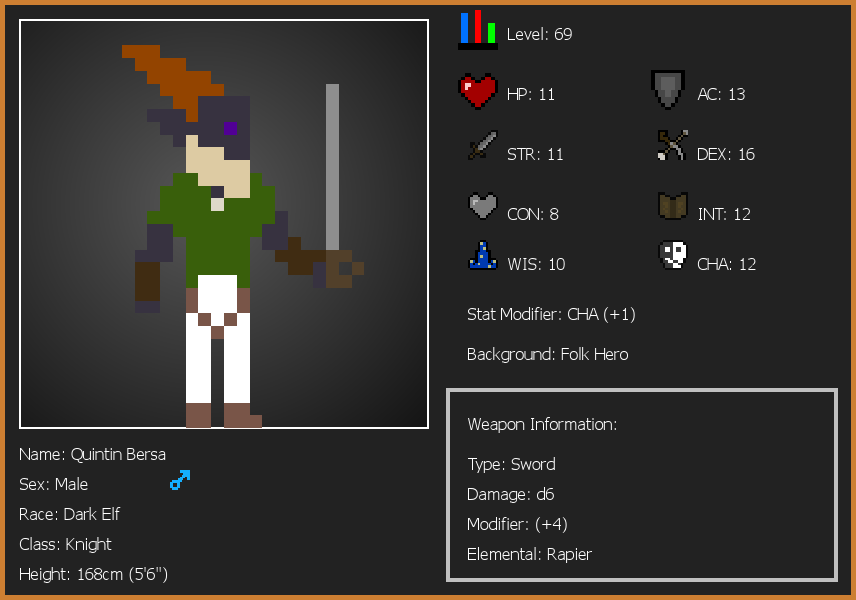 Level: 69
HP: 11
AC: 13
STR: 11
DEX: 16
CON: 8
INT: 12
WIS: 10
CHA: 12
Stat Modifier: CHA (+1)
Background: Folk Hero
Weapon Information:
Type: Sword
Damage: d6
Modifier: (+4)
Elemental: Rapier
Name: Quintin Bersa
Sex: Male
Race: Dark Elf
Class: Knight
Height: 168cm (5'6")